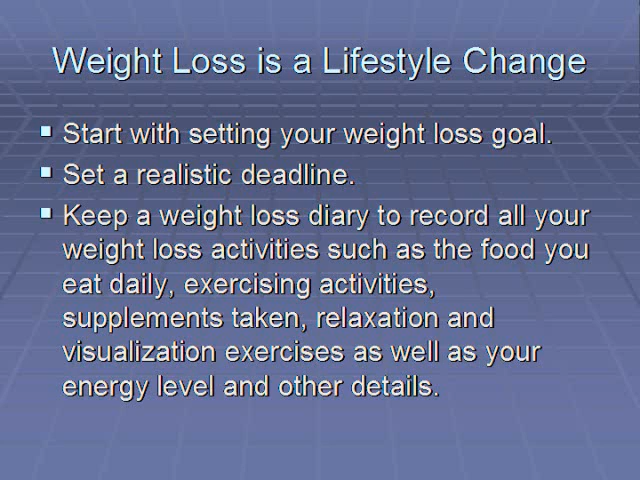 Weight Loss is a Lifestyle Change
Start with setting your weight loss goal.
Set a realistic deadline.
Keep a weight loss diary to record all your
weight loss activities such as the food you
eat daily, exercising activities,
supplements taken, relaxation and
visualization exercises as well as your
energy level and other details.